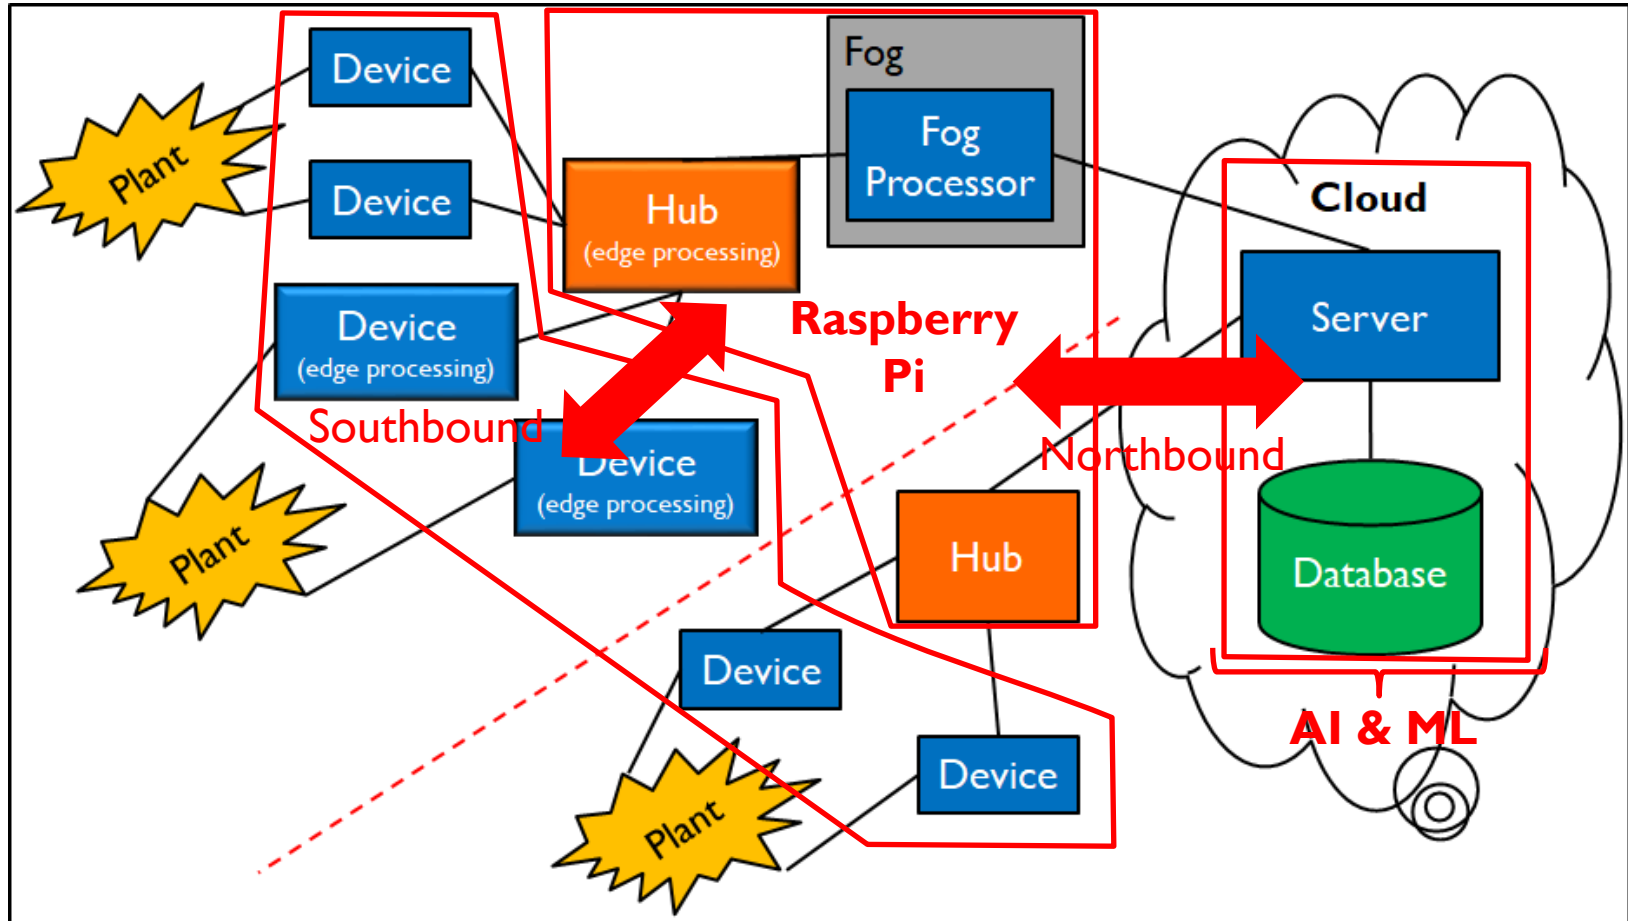 Device
Fog
Fog
Processor
Plant
Device
Hub
(edge processing)
Cloud
Device
(edge processing)
Raspberry
Pi
Server
Southbound
Device
(edge processing)
Northbound
Plant
Hub
Database
Device
AI & ML
Device
Plant